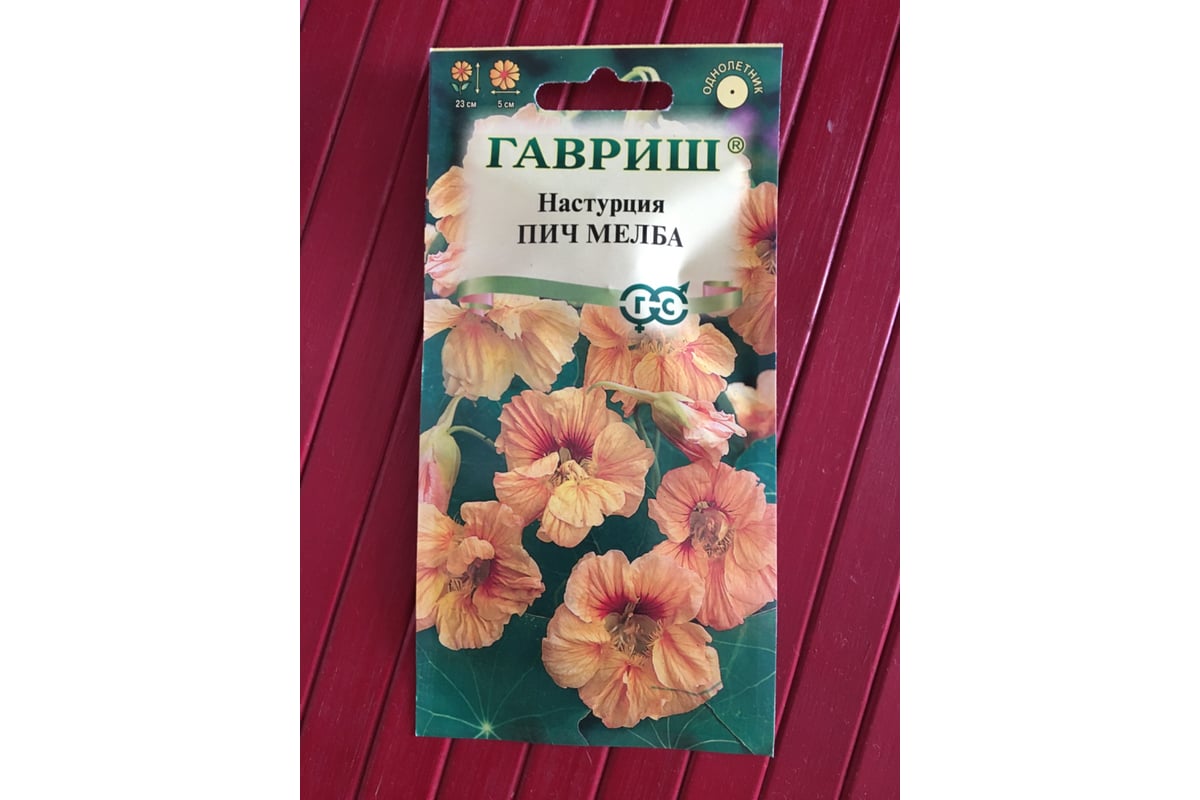 23 см
5 см
ОДНОЛЕТНИК
ГАВРИШ®
Настурция
ПИЧ МЕЛБА
Г-С